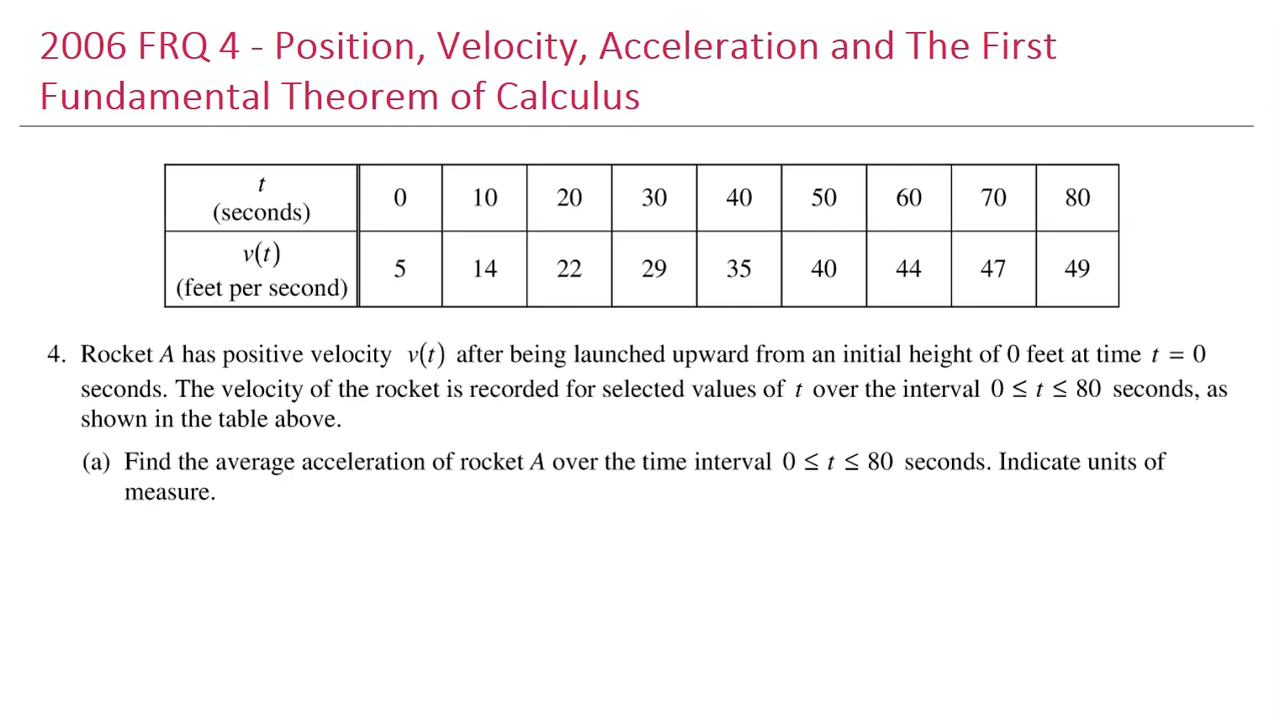 2006 FRQ 4 - Position, Velocity, Acceleration and The First
Fundamental Theorem of Calculus
t
(seconds) 0 10 20 30 40 50 60 70 80
v(t)
(feet per second) 5 14 22 29 35 40 44 47 49
4. Rocket A has positive velocity v(t) after being launched upward from an initial height of 0 feet at time t = 0
seconds. The velocity of the rocket is recorded for selected values of t over the interval 0 ≤ t ≤ 80 seconds, as
shown in the table above.
(a) Find the average acceleration of rocket A over the time interval 0 ≤ t ≤ 80 seconds. Indicate units of
measure.